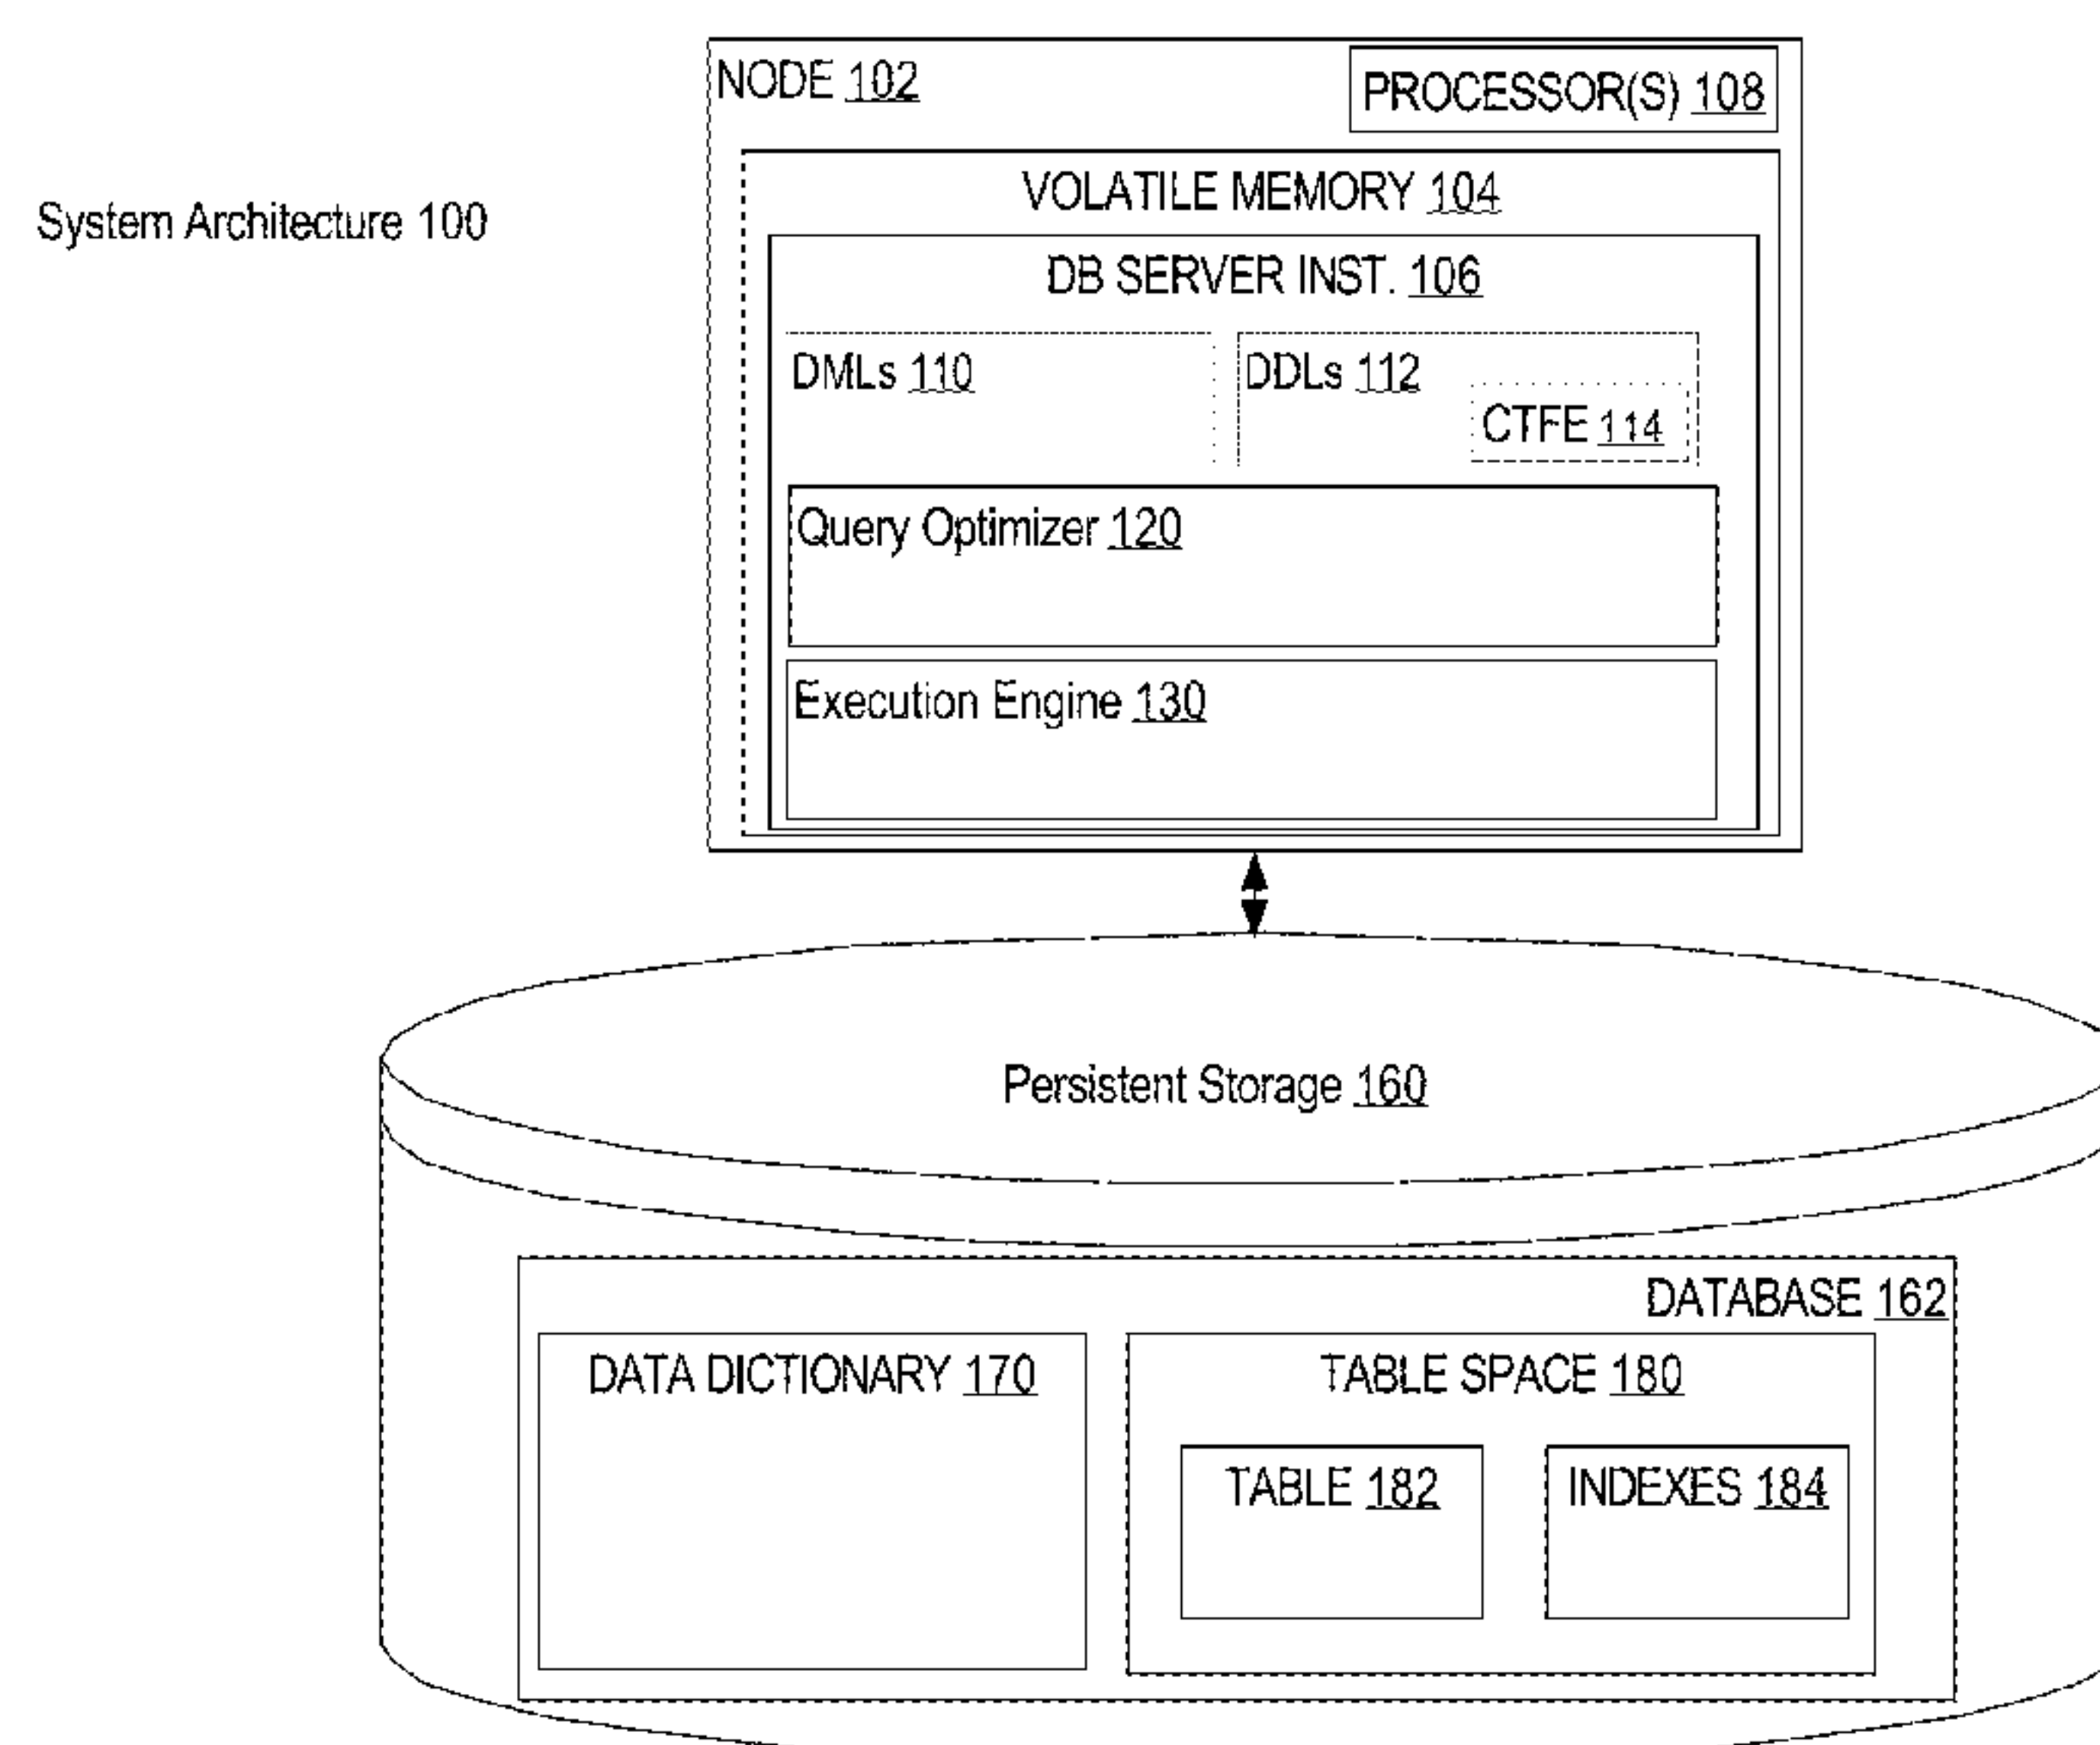 NODE 102
PROCESSOR(S) 108
VOLATILE MEMORY 104
System Architecture 100
DB SERVER INST. 106
DMLs 110
DDLs 112
CTFE 114
Query Optimizer 120
Execution Engine 130
Persistent Storage 160
DATABASE 162
DATA DICTIONARY 170
TABLE SPACE 180
TABLE 182
INDEXES 184